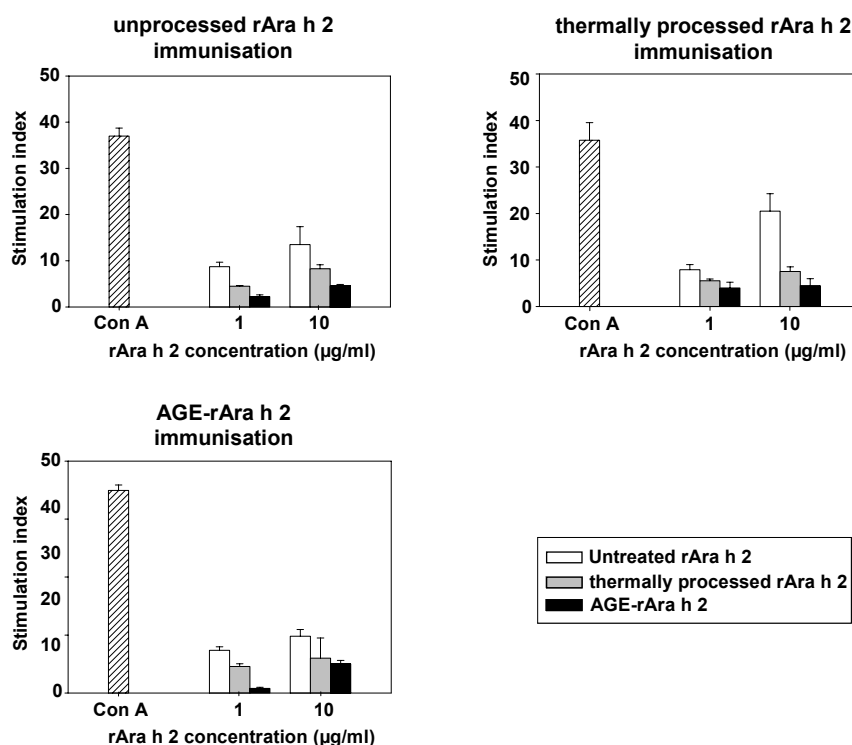 unprocessed rAra h 2
immunisation
50
40
30
20
10
0
Stimulation index
Con A 1 10
rAra h 2 concentration (µg/ml)
thermally processed rAra h 2
immunisation
50
40
30
20
10
0
Stimulation index
Con A 1 10
rAra h 2 concentration (µg/ml)
AGE-rAra h 2
immunisation
50
40
30
20
10
0
Stimulation index
Con A 1 10
rAra h 2 concentration (µg/ml)
Untreated rAra h 2
thermally processed rAra h 2
AGE-rAra h 2